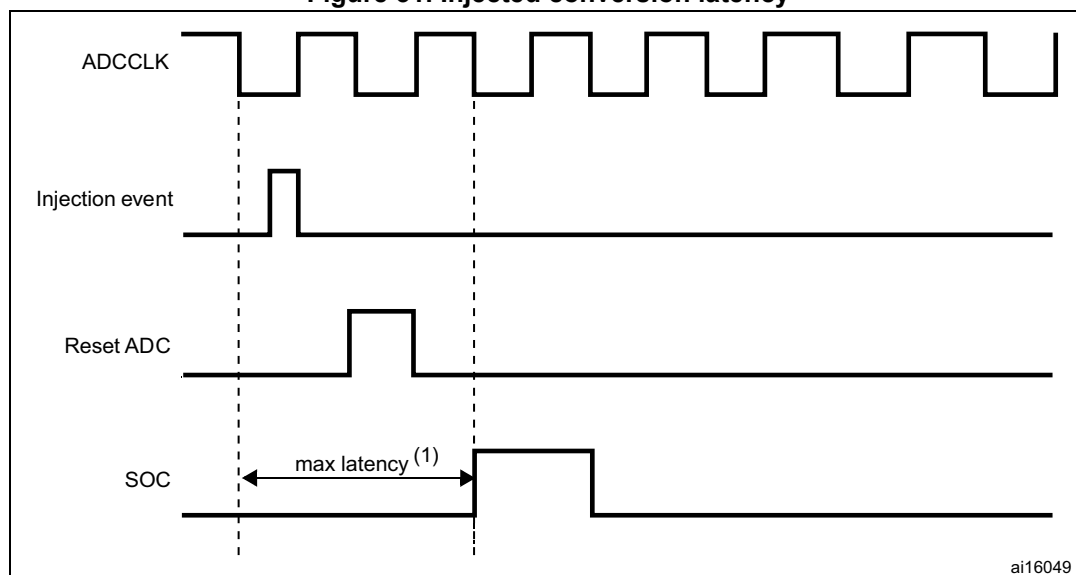 ADCCLK
Injection event
Reset ADC
max latency (1)
SOC
ai16049